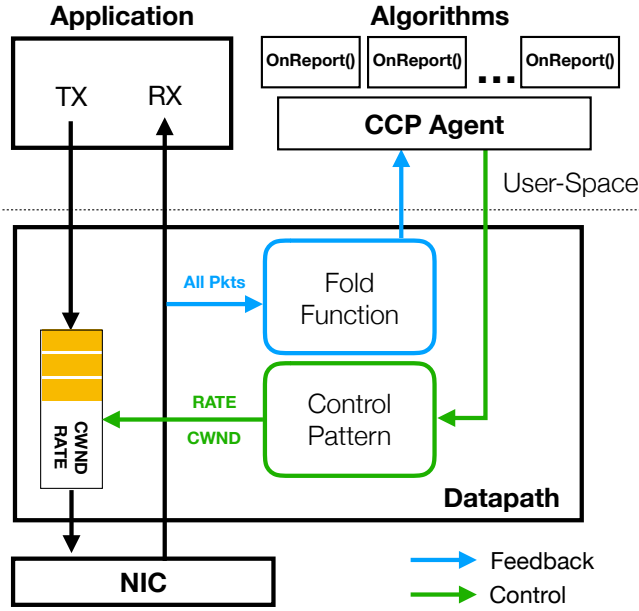 Application
Algorithms
OnReport()
OnReport()
...
OnReport()
TX
RX
CCP Agent
User-Space
All Pkts
Fold
Function
RATE
CWND
Control
Pattern
CWND
RATE
Datapath
NIC
Feedback
Control